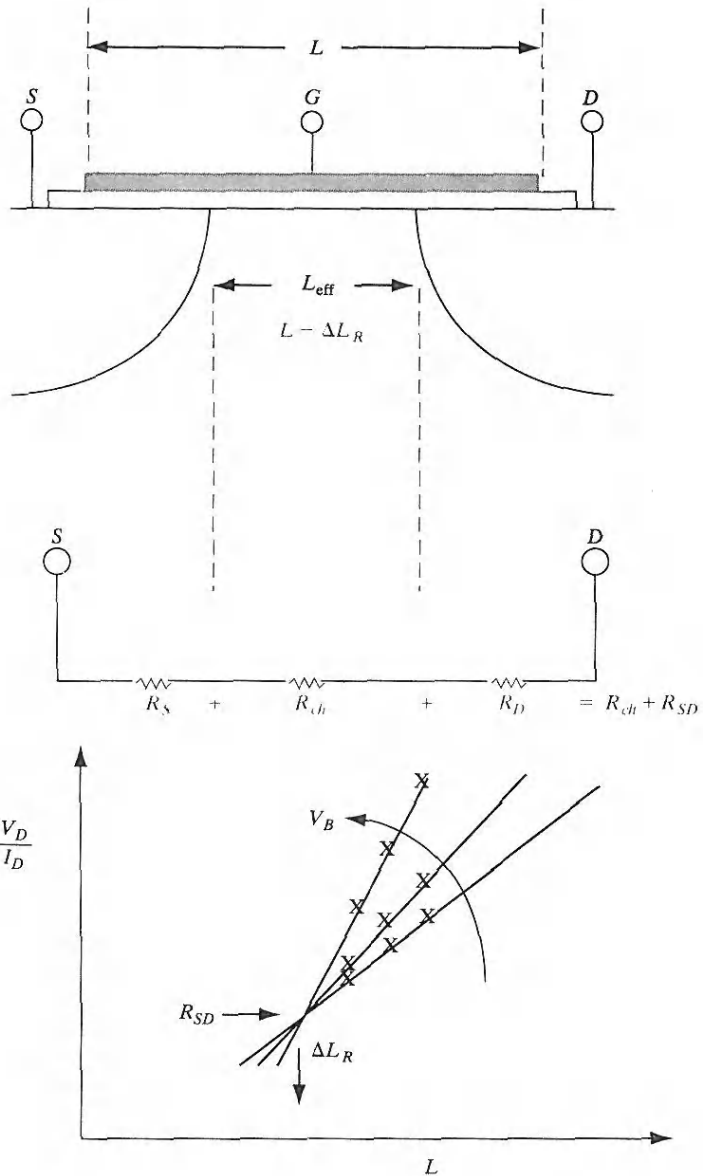 L
S G D
L_eff
L − ΔL_R
S D
R_S + R_ch + R_D = R_ch + R_SD
V_D
I_D
V_B
X
X
X
X
X
X
X
X
X
R_SD
ΔL_R
L